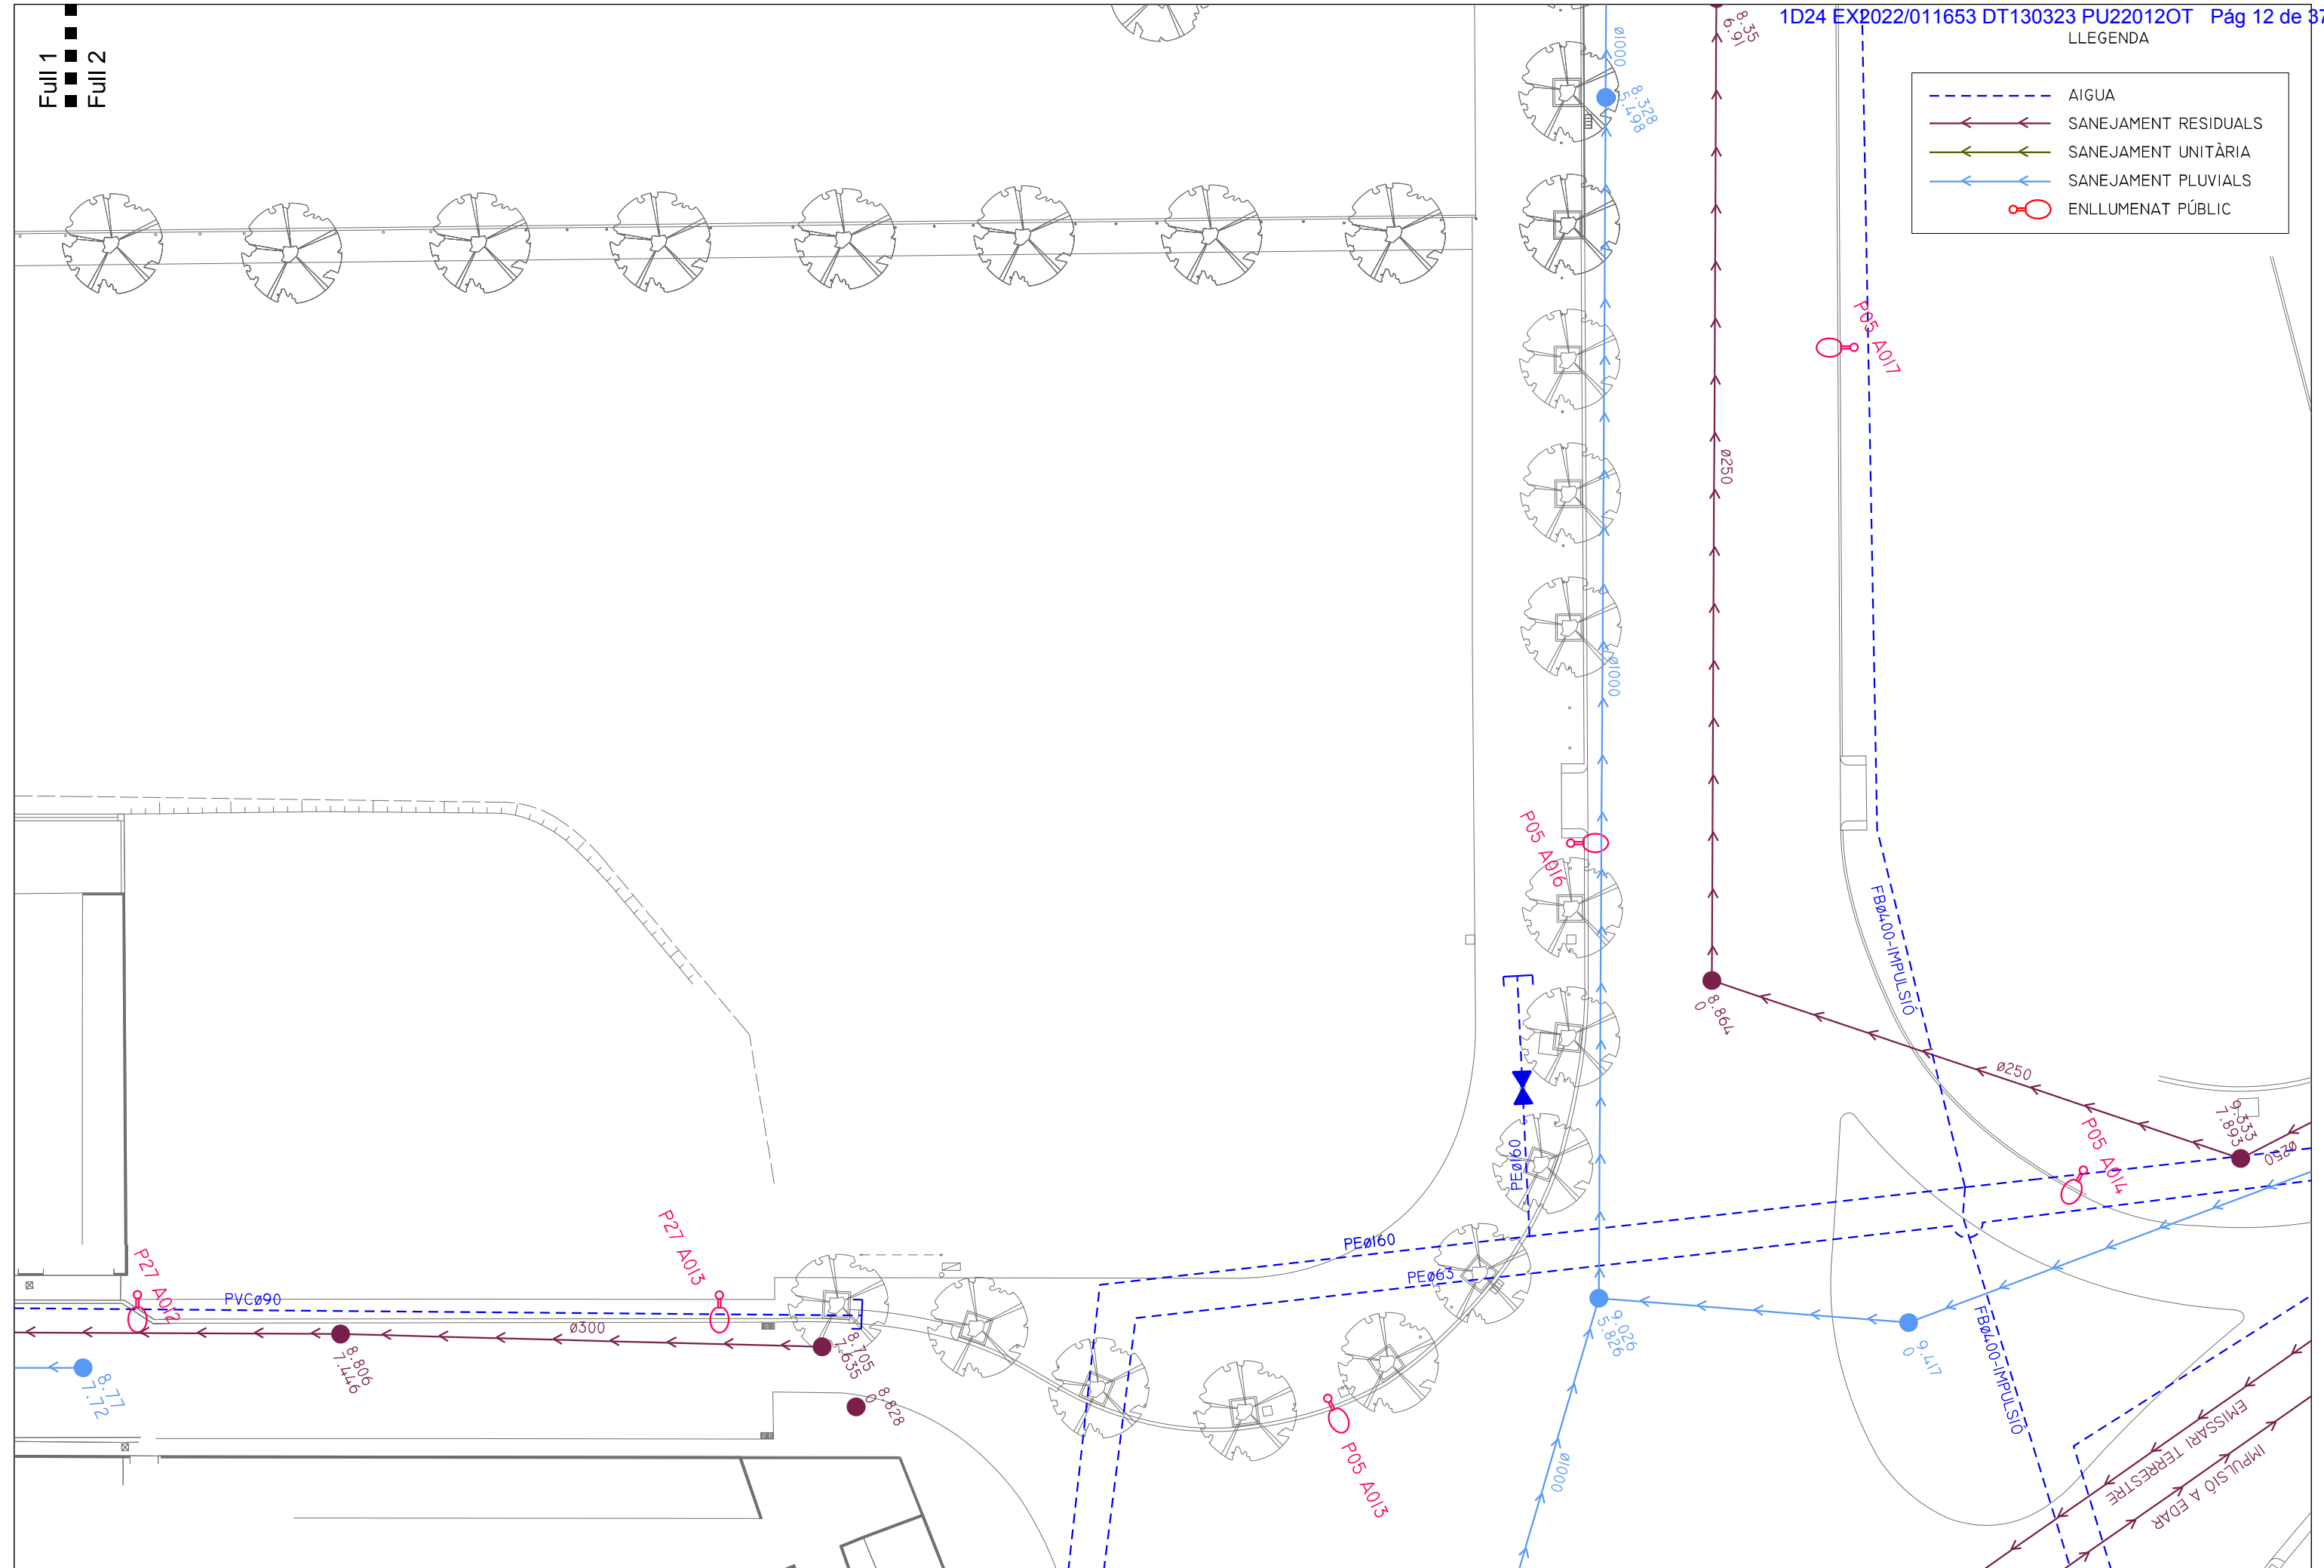 1D24 EX2022/011653 DT130323 PU22012OT Pág 12 de 37
Full 1
Full 2
LLEGENDA
AIGUA
SANEJAMENT RESIDUALS
SANEJAMENT UNITÀRIA
SANEJAMENT PLUVIALS
ENLLUMENAT PÚBLIC
8.35
6.91
ø1000
8.328
5.498
P05 A017
ø250
ø1000
P05 A016
FBø400-IMPULSIÓ
8.864
0
ø250
9.333
7.893
ø250
P05 A014
PEø160
PEø160
PEø63
P27 A013
P27 A012
PVCø90
ø300
8.806
7.446
8.705
7.635
8.77
7.72
8.828
0
9.026
5.826
9.417
0
FBø400-IMPULSIÓ
P05 A013
ø1000
EMISSARI TERRESTRE
IMPULSIÓ A EDAR